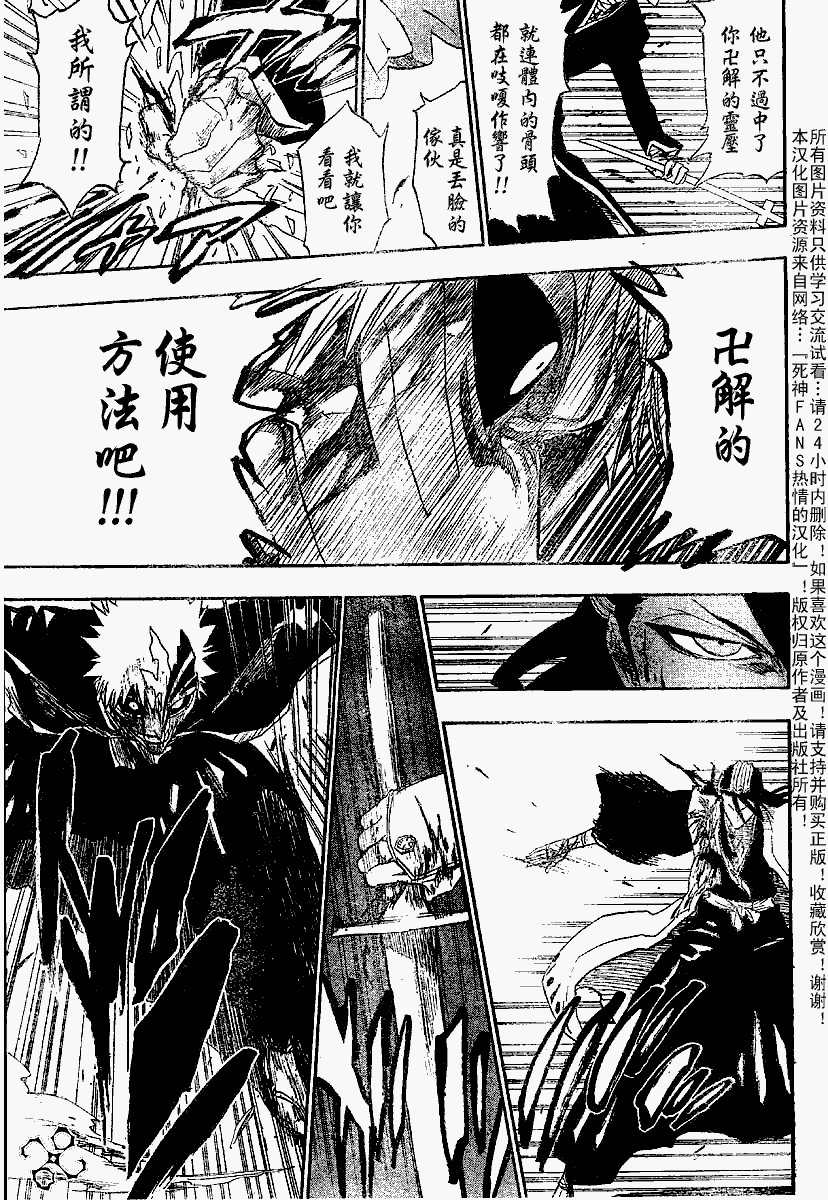 他只不過中了
你卍解的靈壓
就連體內的骨頭
都在吱嗄作響了!!
真是丟臉的
傢伙
我就讓你
看看吧
我所謂的!!
卍解的
使用
方法吧!!!
所有图片资料只供学习交流试看…请24小时内删除!如果喜欢这个漫画!请支持并购买正版!收藏欣赏!谢谢!
本汉化图片资源来自网络…『死神FANS热情的汉化』!版权归原作者及出版社所有!